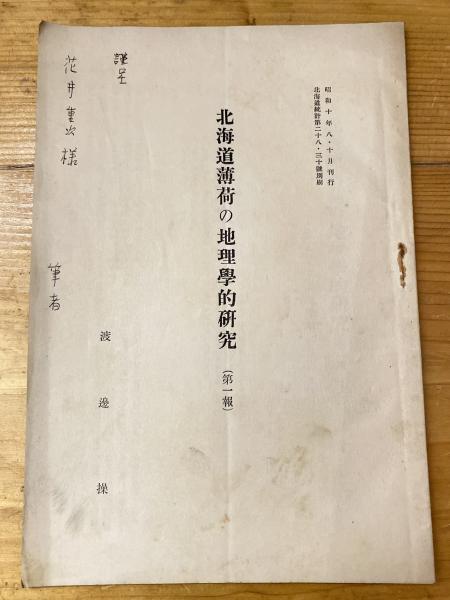 昭和十年八・十月刊行
北海道統計第二十八・三十號別刷
北海道薄荷の地理學的硏究
（第一報）
謹呈
花井重次様
筆者
渡邊操